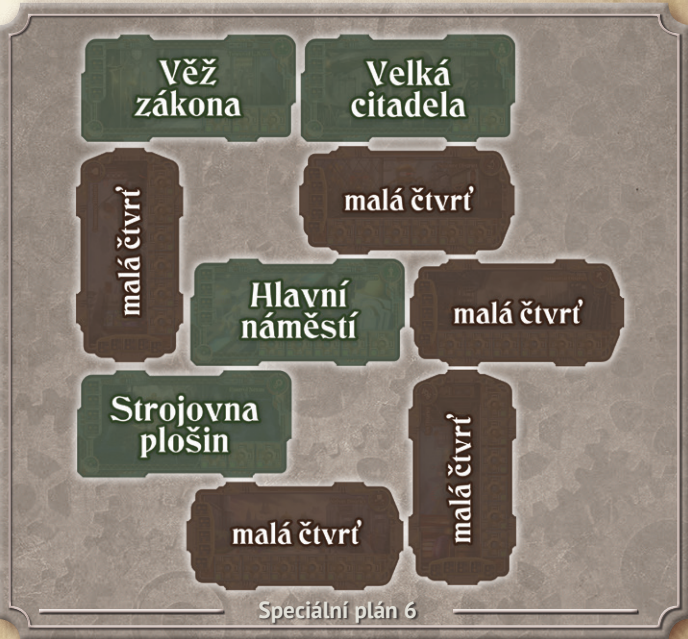 Věž
zákona
Velká
citadela
malá čtvrť
malá čtvrť
Hlavní
náměstí
malá čtvrť
Strojovna
plošin
malá čtvrť
malá čtvrť
Speciální plán 6